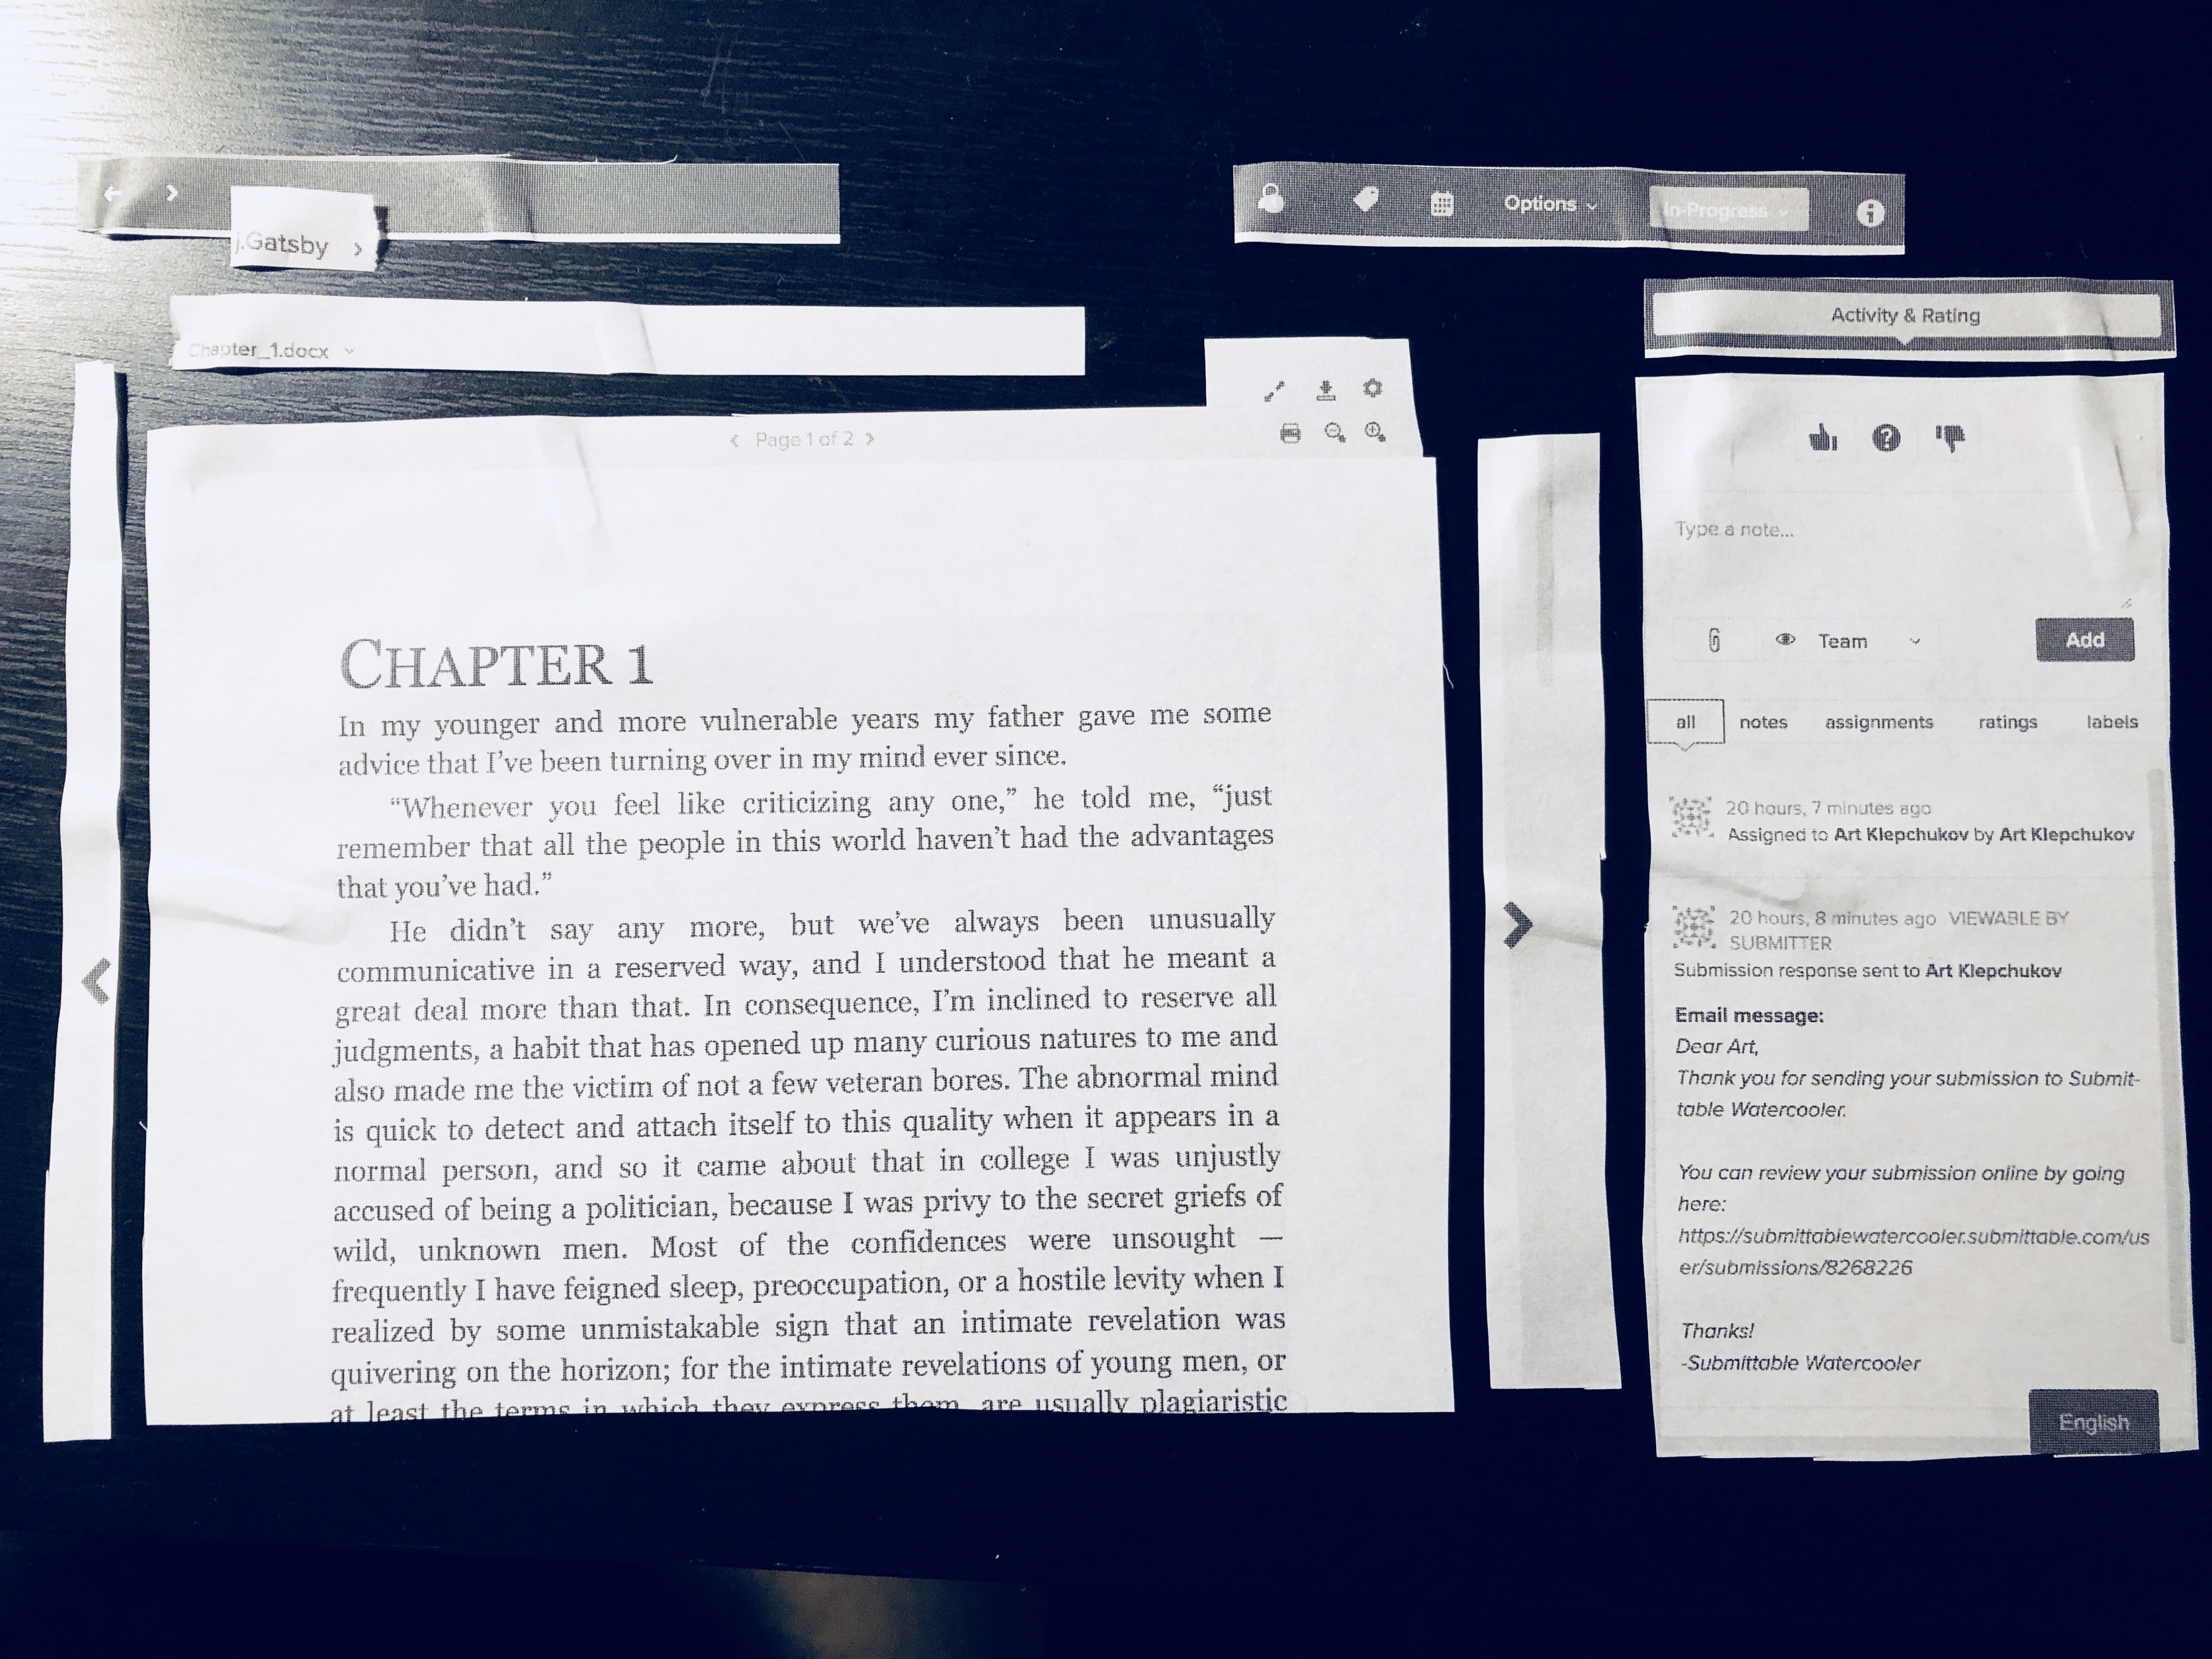 j.Gatsby
Options
In-Progress
Activity & Rating
Chapter_1.docx
Page 1 of 2
CHAPTER 1
In my younger and more vulnerable years my father gave me some
advice that I've been turning over in my mind ever since.
“Whenever you feel like criticizing any one,” he told me, “just
remember that all the people in this world haven't had the advantages
that you've had.”
He didn't say any more, but we've always been unusually
communicative in a reserved way, and I understood that he meant a
great deal more than that. In consequence, I'm inclined to reserve all
judgments, a habit that has opened up many curious natures to me and
also made me the victim of not a few veteran bores. The abnormal mind
is quick to detect and attach itself to this quality when it appears in a
normal person, and so it came about that in college I was unjustly
accused of being a politician, because I was privy to the secret griefs of
wild, unknown men. Most of the confidences were unsought —
frequently I have feigned sleep, preoccupation, or a hostile levity when I
realized by some unmistakable sign that an intimate revelation was
quivering on the horizon; for the intimate revelations of young men, or
at least the terms in which they express them, are usually plagiaristic
Type a note...
Team
Add
all notes assignments ratings labels
20 hours, 7 minutes ago
Assigned to Art Klepchukov by Art Klepchukov
20 hours, 8 minutes ago VIEWABLE BY
SUBMITTER
Submission response sent to Art Klepchukov
Email message:
Dear Art,
Thank you for sending your submission to Submit-
table Watercooler.
You can review your submission online by going
here:
https://submittablewatercooler.submittable.com/us
er/submissions/8268226
Thanks!
-Submittable Watercooler
English